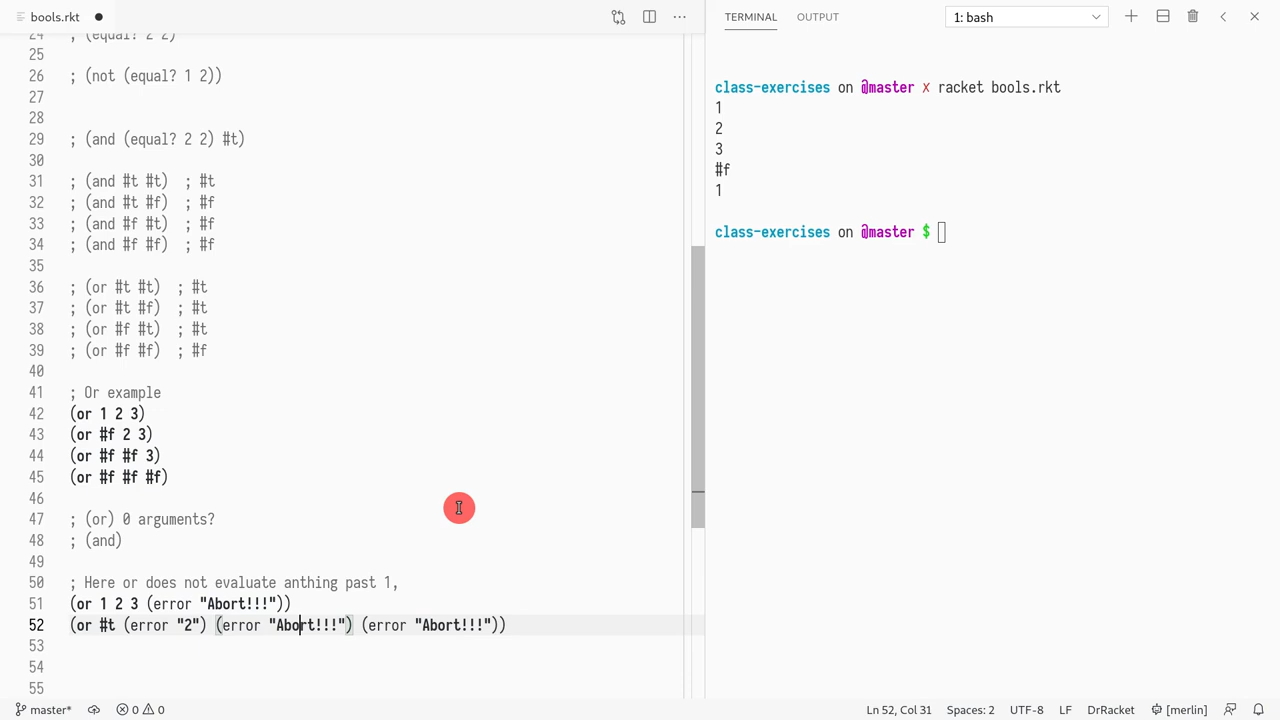 bools.rkt
TERMINAL OUTPUT 1: bash
24 ; (equal? 2 2)
25
26 ; (not (equal? 1 2))
27
28
29 ; (and (equal? 2 2) #t)
30
31 ; (and #t #t)  ; #t
32 ; (and #t #f)  ; #f
33 ; (and #f #t)  ; #f
34 ; (and #f #f)  ; #f
35
36 ; (or #t #t)  ; #t
37 ; (or #t #f)  ; #t
38 ; (or #f #t)  ; #t
39 ; (or #f #f)  ; #f
40
41 ; Or example
42 (or 1 2 3)
43 (or #f 2 3)
44 (or #f #f 3)
45 (or #f #f #f)
46
47 ; (or) 0 arguments?
48 ; (and)
49
50 ; Here or does not evaluate anthing past 1,
51 (or 1 2 3 (error "Abort!!!"))
52 (or #t (error "2") (error "Abort!!!") (error "Abort!!!"))
53
54
55
class-exercises on @master x racket bools.rkt
1
2
3
#f
1
class-exercises on @master $
master* 0 0 Ln 52, Col 31 Spaces: 2 UTF-8 LF DrRacket [merlin]